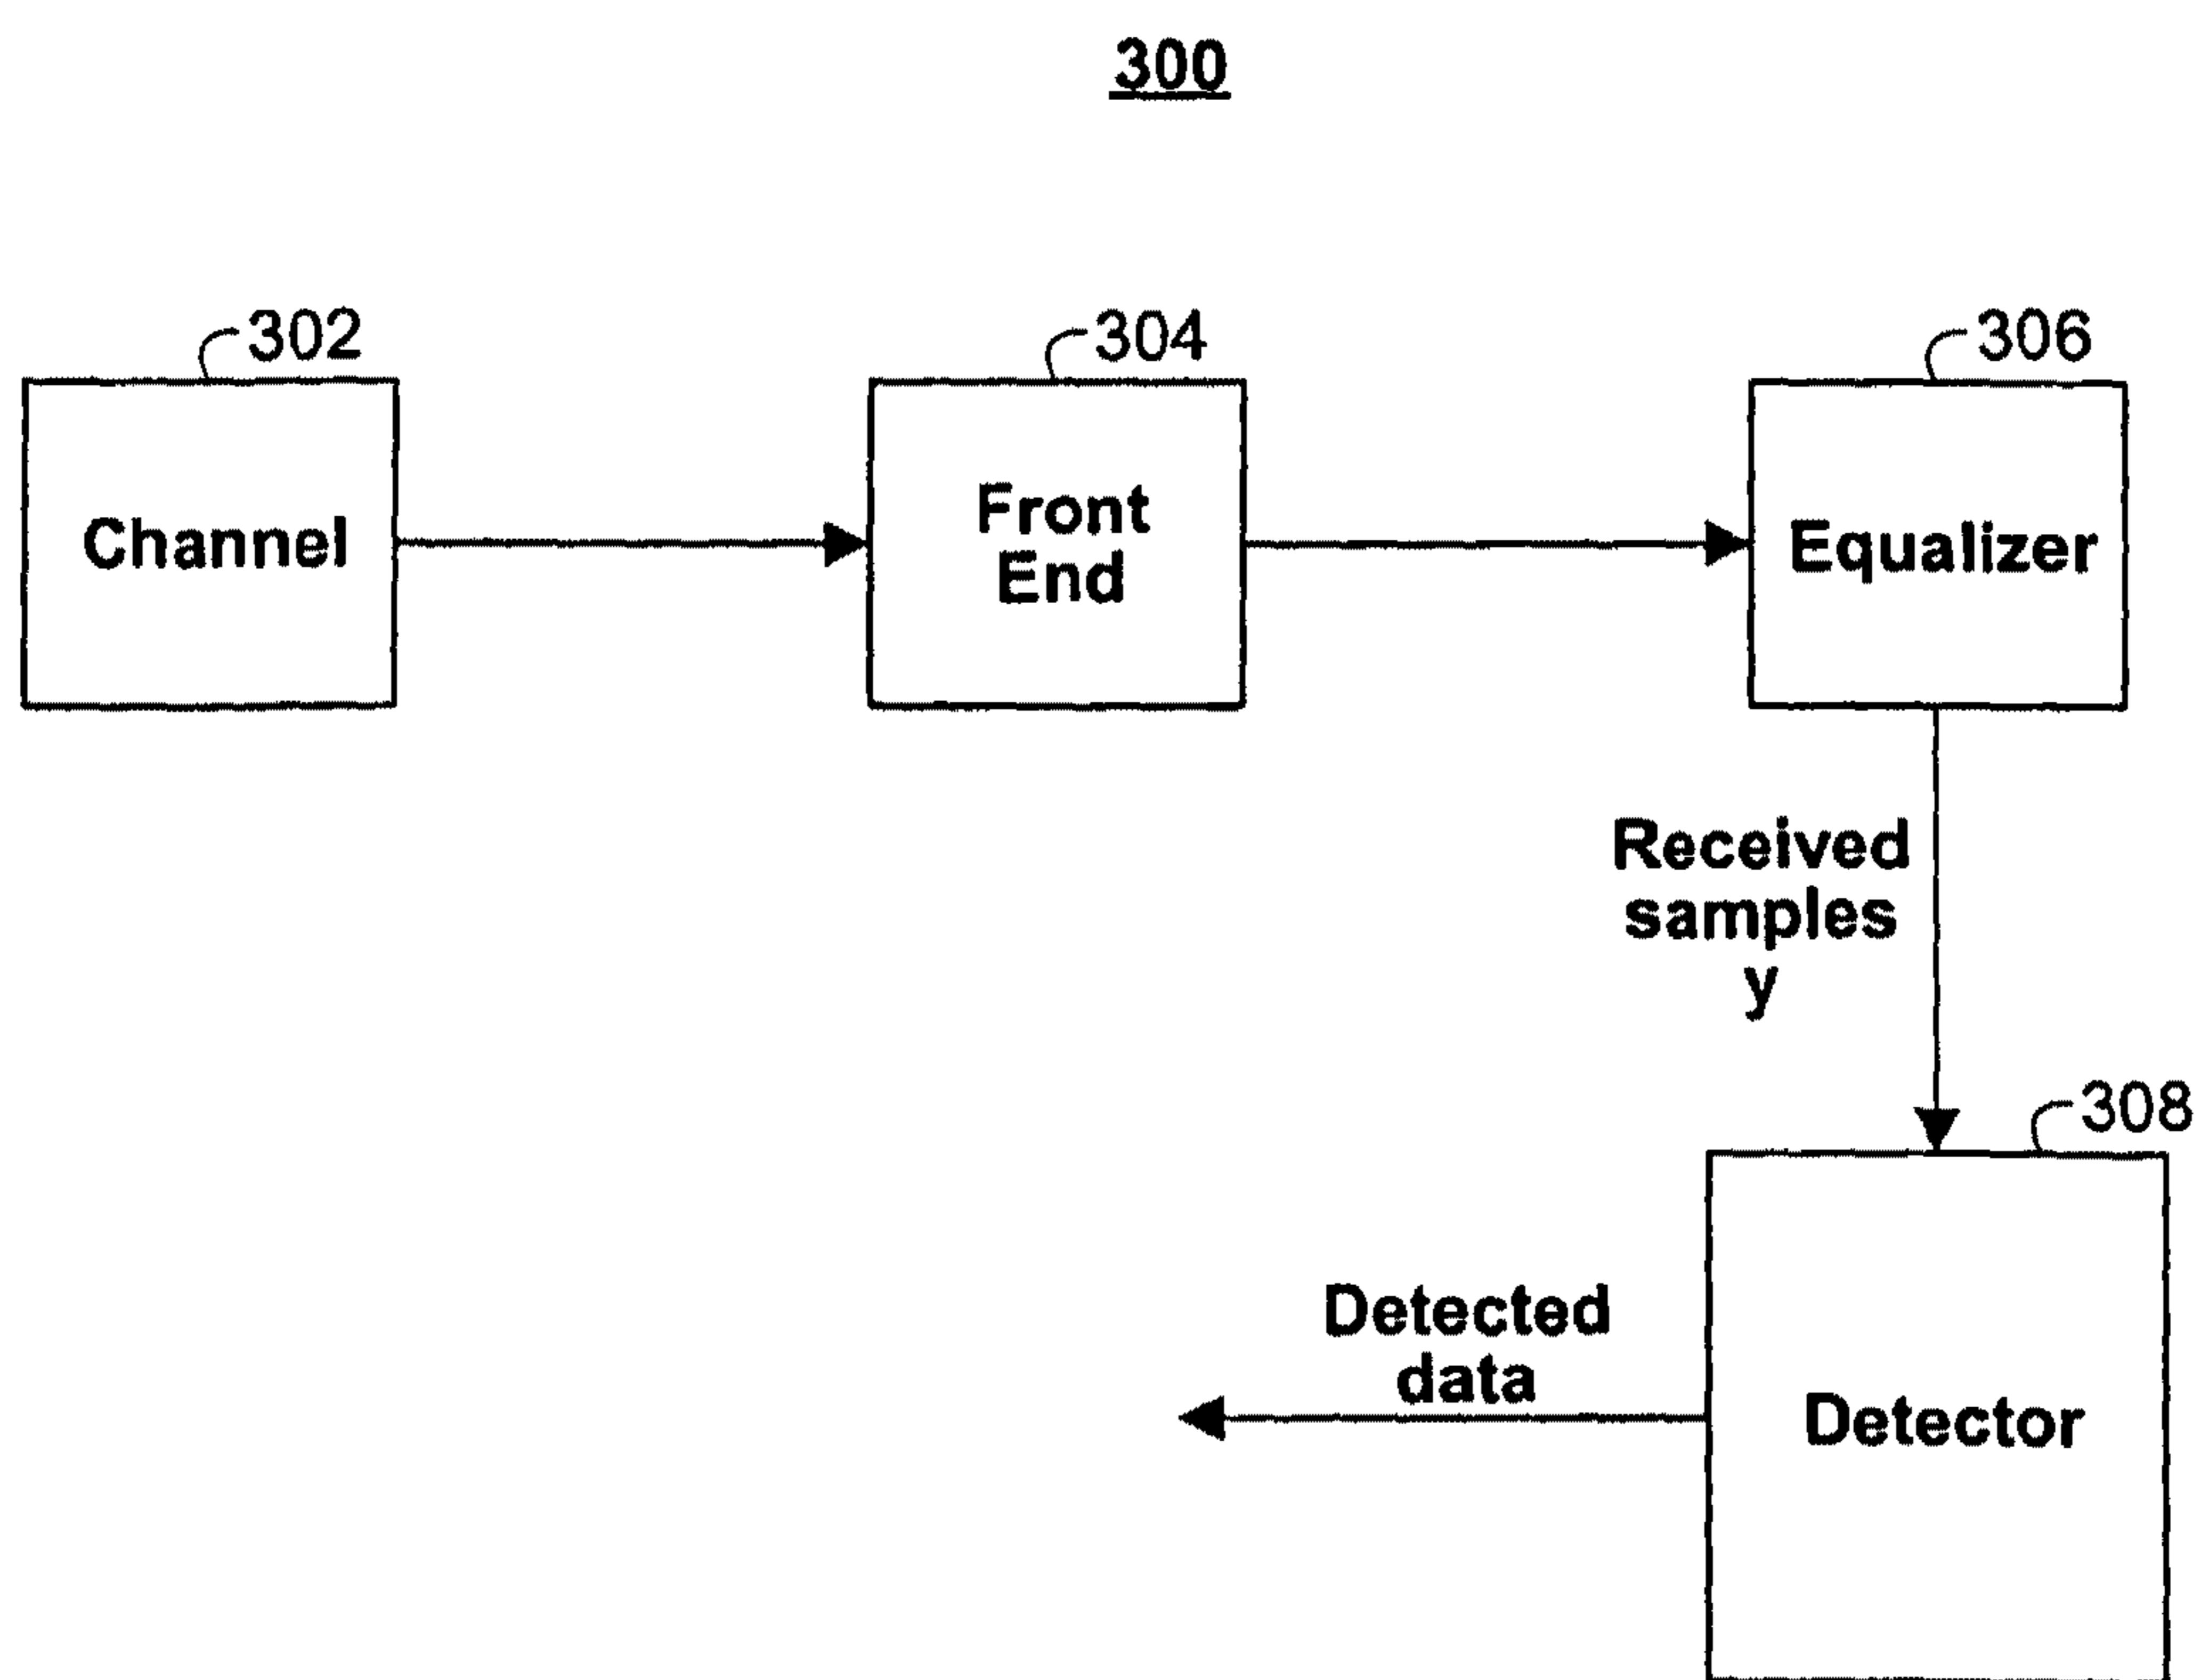 300
302
304
306
Channel
Front
End
Equalizer
Received
samples
y
308
Detected
data
Detector